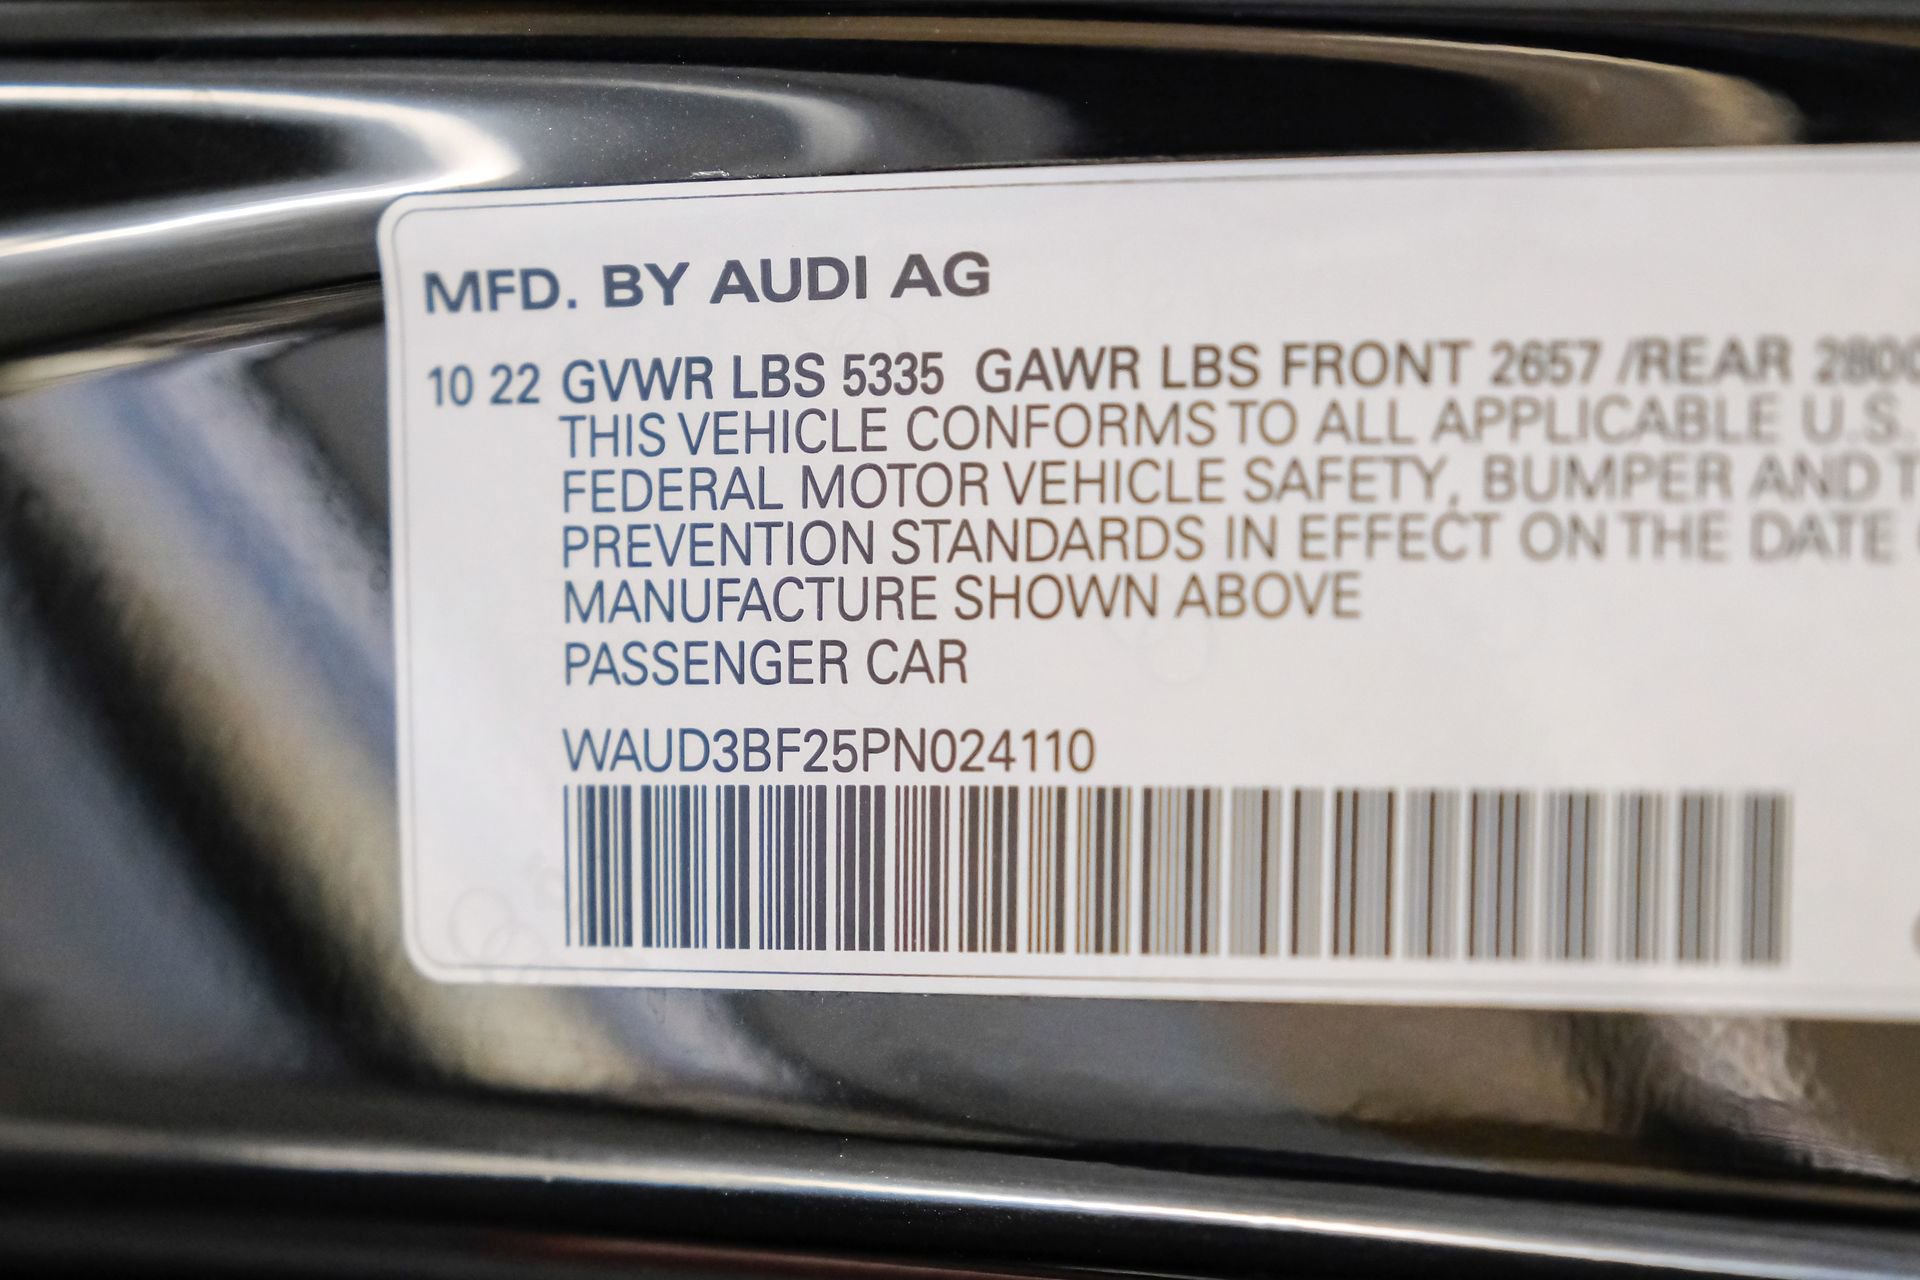 MFD. BY AUDI AG
10 22 GVWR LBS 5335 GAWR LBS FRONT 2657 /REAR
THIS VEHICLE CONFORMS TO ALL APPLICABLE U.S.
FEDERAL MOTOR VEHICLE SAFETY, BUMPER AND
PREVENTION STANDARDS IN EFFECT ON THE DATE
MANUFACTURE SHOWN ABOVE
PASSENGER CAR
WAUD3BF25PN024110